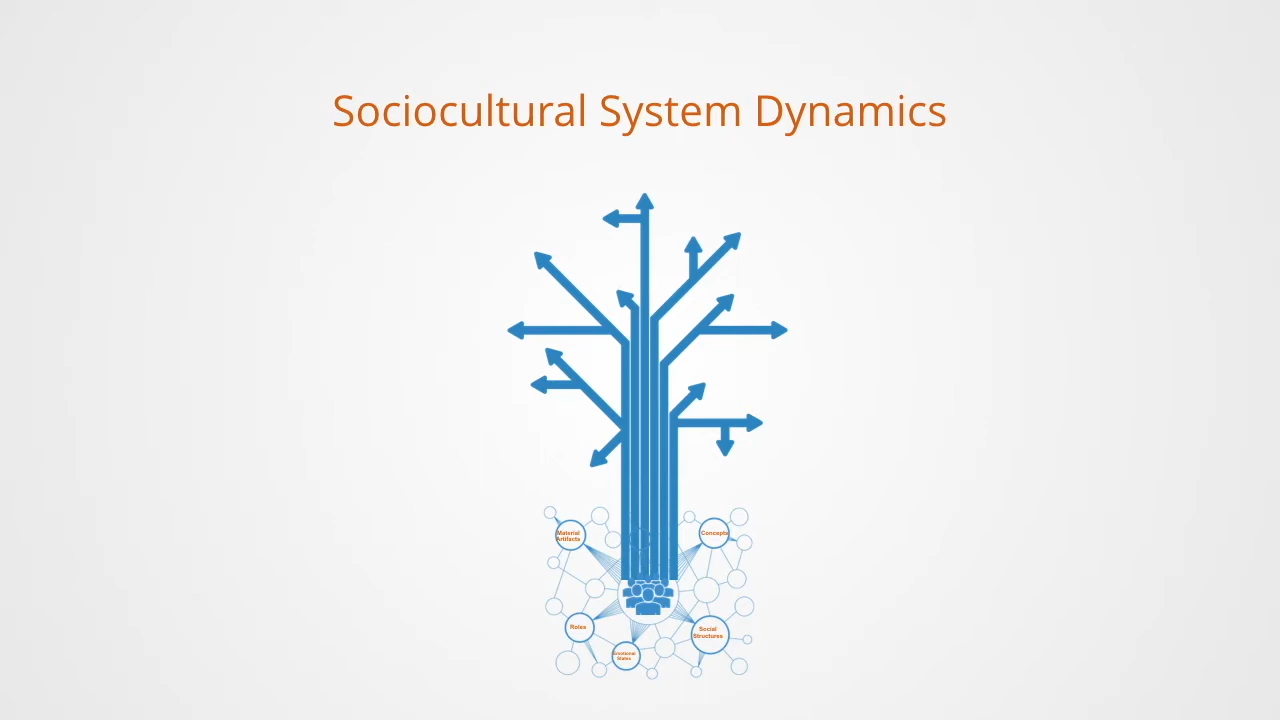 Sociocultural System Dynamics
Material
Artifacts
Concepts
Roles
Social
Structures
Emotional
States